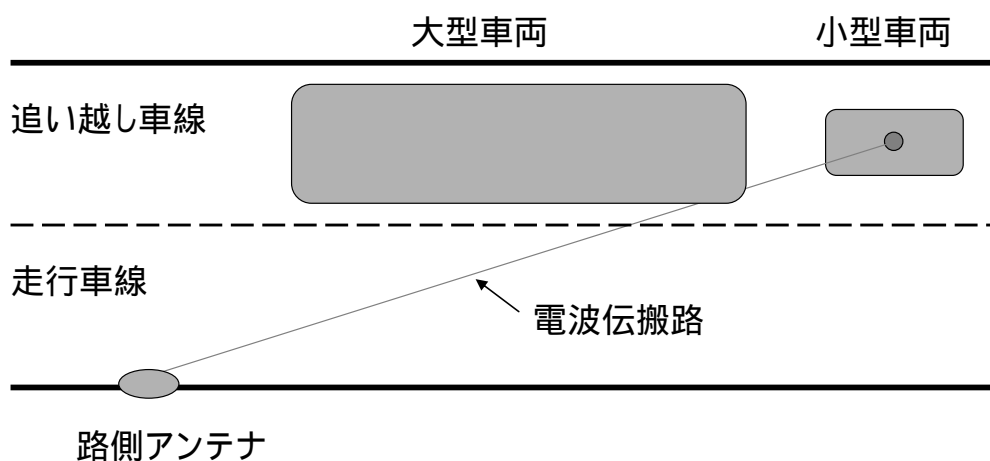 大型車両
小型車両
追い越し車線
走行車線
電波伝搬路
路側アンテナ